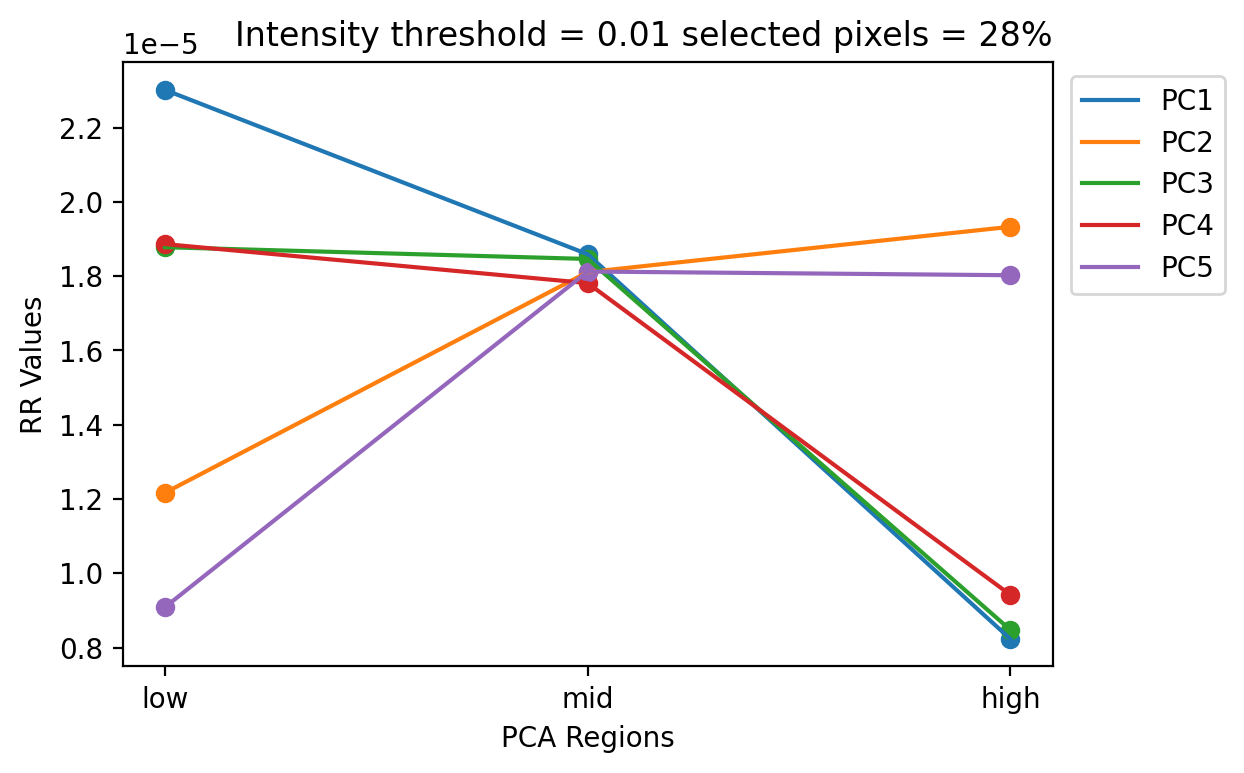 Intensity threshold = 0.01 selected pixels = 28%
1e−5
2.2
2.0
1.8
1.6
1.4
1.2
1.0
0.8
RR Values
low
mid
high
PCA Regions
PC1
PC2
PC3
PC4
PC5